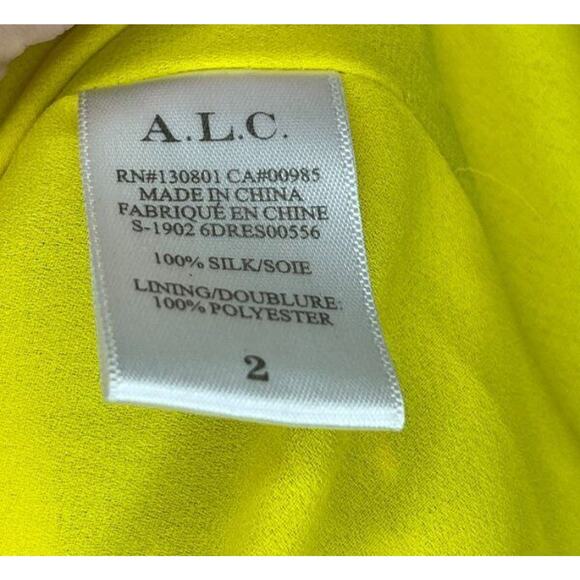 A.L.C.
RN#130801 CA#00985
MADE IN CHINA
FABRIQUÉ EN CHINE
S-1902 6DRES00556
100% SILK/SOIE
LINING/DOUBLURE:
100% POLYESTER
2